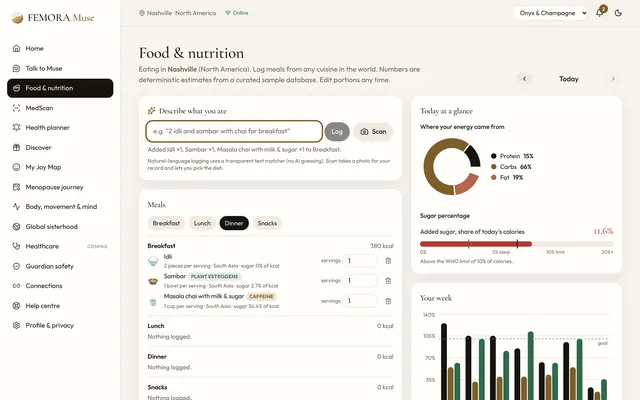 FEMORA Muse
Home
Talk to Muse
Food & nutrition
MedScan
Health planner
Discover
My Joy Map
Menopause journey
Body, movement & mind
Global sisterhood
Healthcare COMING
Guardian safety
Connections
Help centre
Profile & privacy
Nashville · North America Online
Onyx & Champagne 2
Food & nutrition
Eating in Nashville (North America). Log meals from any cuisine in the world. Numbers are
deterministic estimates from a curated sample database. Edit portions any time.
Today
Describe what you ate
e.g. "2 idli and sambar with chai for breakfast"
Log
Scan
Added Idli ×1, Sambar ×1, Masala chai with milk & sugar ×1 to Breakfast.
Natural-language logging uses a transparent text matcher (no AI guessing). Scan takes a photo for your
record and lets you pick the dish.
Meals
Breakfast Lunch Dinner Snacks
Breakfast 380 kcal
Idli
2 pieces per serving · South Asia · sugar 0% of kcal
servings 1
Sambar PLANT ESTROGENS
1 bowl per serving · South Asia · sugar 2.7% of kcal
servings 1
Masala chai with milk & sugar CAFFEINE
1 cup per serving · South Asia · sugar 36.4% of kcal
servings 1
Lunch 0 kcal
Nothing logged.
Dinner 0 kcal
Nothing logged.
Snacks 0 kcal
Nothing logged.
Today at a glance
Where your energy came from
Protein 15%
Carbs 66%
Fat 19%
Sugar percentage
Added sugar, share of today's calories 11.6%
0% 5% ideal 10% limit 20%+
Above the WHO limit of 10% of calories.
Your week
140%
105%
70%
35%
goal